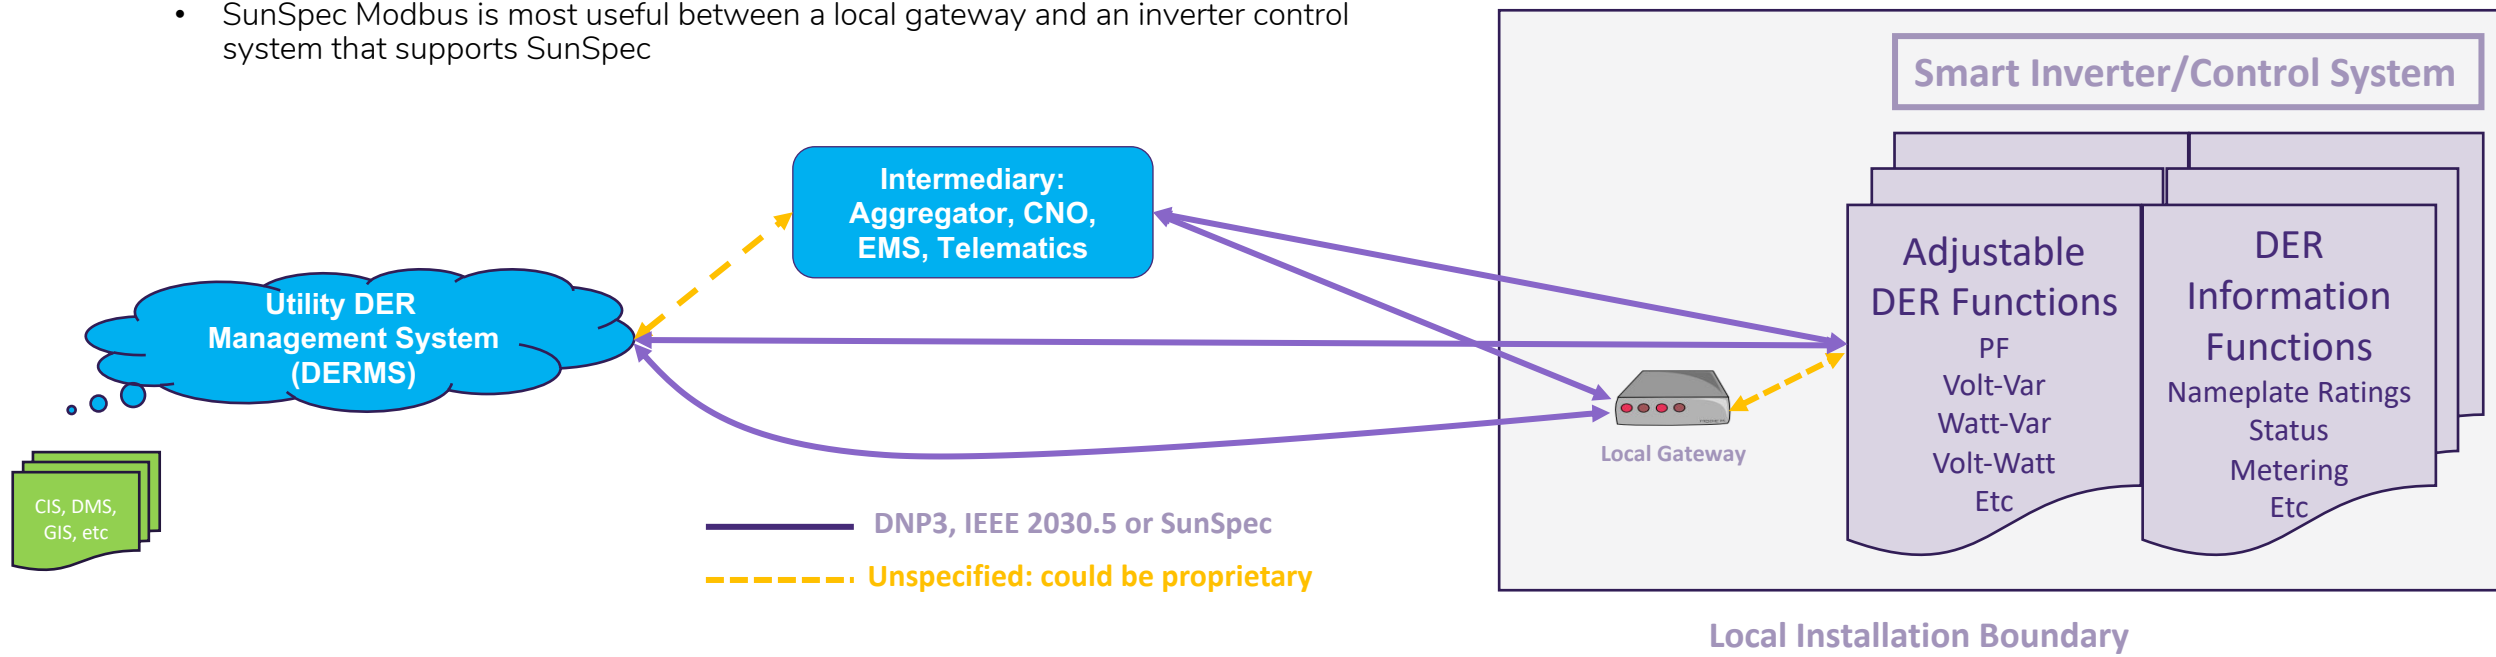 • SunSpec Modbus is most useful between a local gateway and an inverter control
system that supports SunSpec
Smart Inverter/Control System
Intermediary:
Aggregator, CNO,
EMS, Telematics
Utility DER
Management System
(DERMS)
Adjustable
DER Functions
PF
Volt-Var
Watt-Var
Volt-Watt
Etc
DER
Information
Functions
Nameplate Ratings
Status
Metering
Etc
Local Gateway
CIS, DMS,
GIS, etc
DNP3, IEEE 2030.5 or SunSpec
Unspecified: could be proprietary
Local Installation Boundary